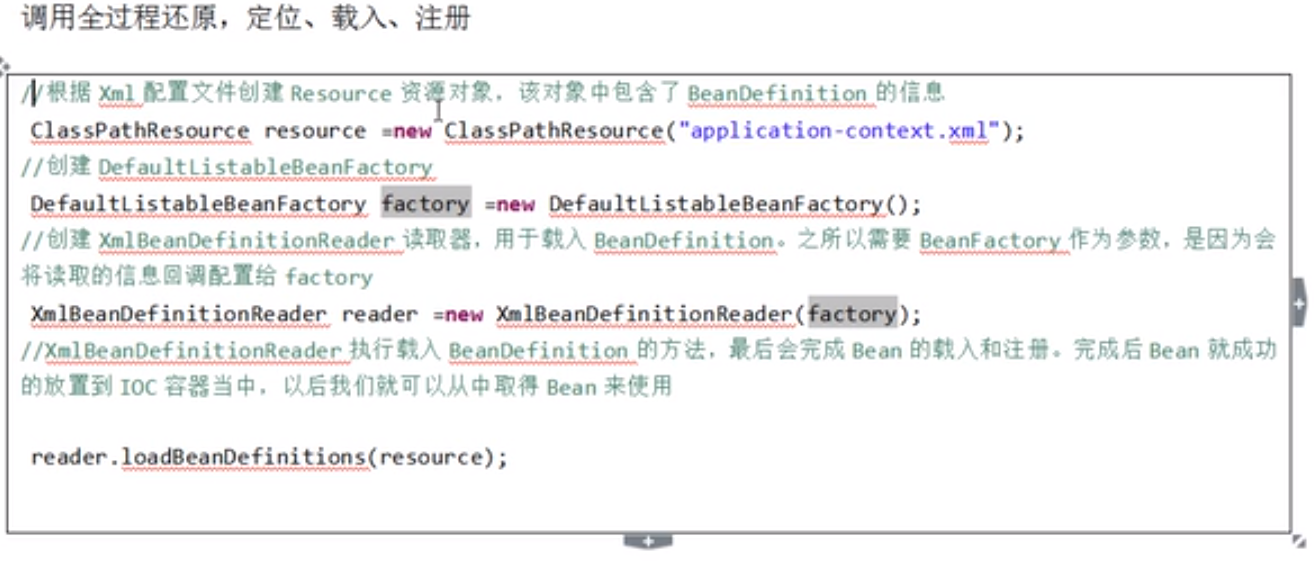 调用全过程还原，定位、载入、注册
//根据 Xml 配置文件创建 Resource 资源对象，该对象中包含了 BeanDefinition 的信息
ClassPathResource resource =new ClassPathResource("application-context.xml");
//创建 DefaultListableBeanFactory
DefaultListableBeanFactory factory =new DefaultListableBeanFactory();
//创建 XmlBeanDefinitionReader 读取器，用于载入 BeanDefinition。之所以需要 BeanFactory 作为参数，是因为会
将读取的信息回调配置给 factory
XmlBeanDefinitionReader reader =new XmlBeanDefinitionReader(factory);
//XmlBeanDefinitionReader 执行载入 BeanDefinition 的方法，最后会完成 Bean 的载入和注册。完成后 Bean 就成功
的放置到 IOC 容器当中，以后我们就可以从中取得 Bean 来使用
reader.loadBeanDefinitions(resource);